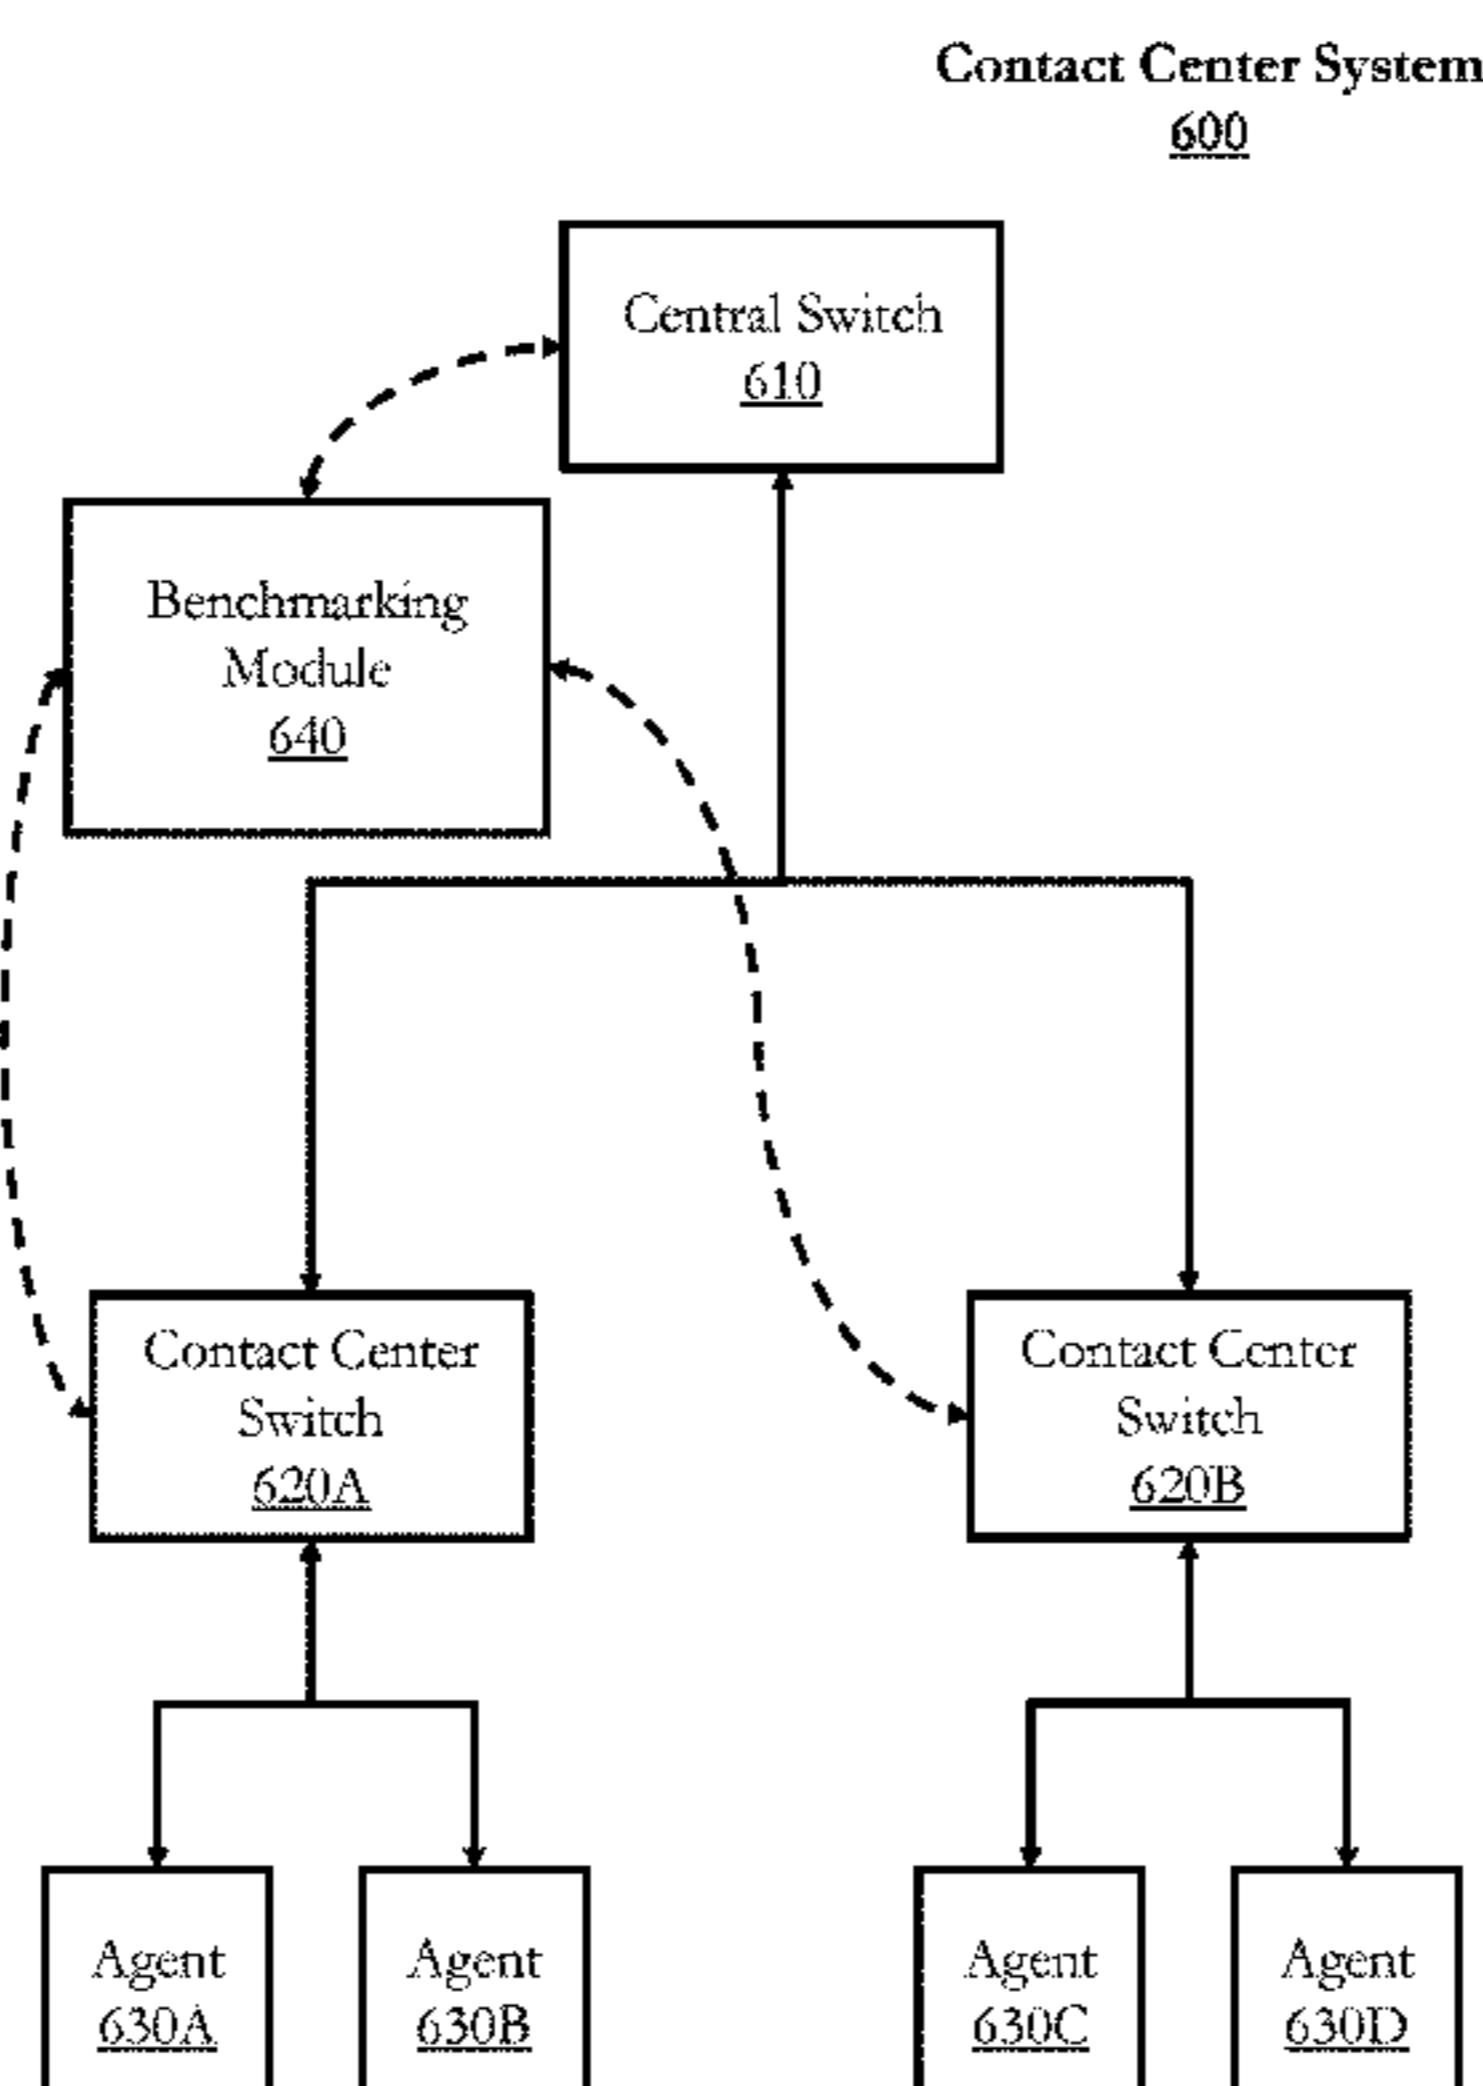 Contact Center System
600
Central Switch
610
Benchmarking
Module
640
Contact Center
Switch
620A
Contact Center
Switch
620B
Agent
630A
Agent
630B
Agent
630C
Agent
630D